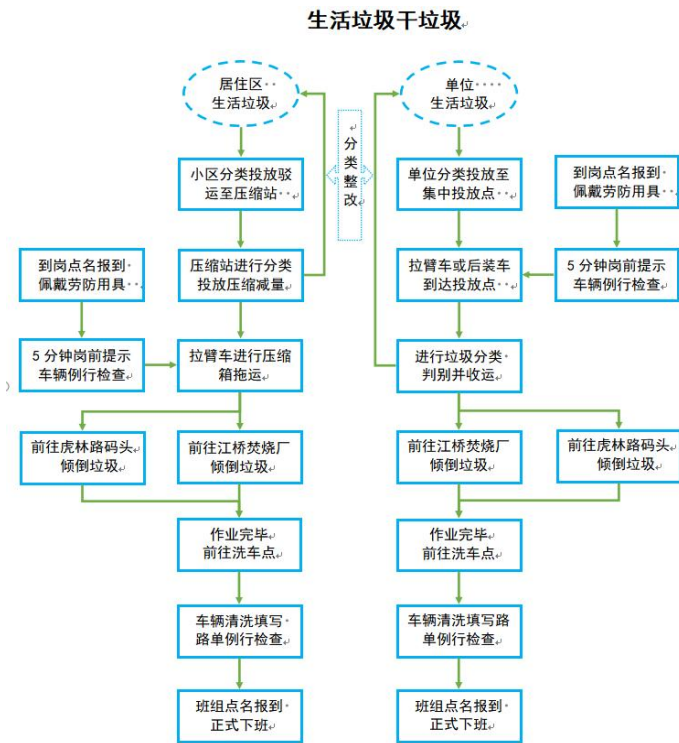 生活垃圾干垃圾
居住区
生活垃圾
单位
生活垃圾
分
类
整
改
小区分类投放驳
运至压缩站
单位分类投放至
集中投放点
到岗点名报到
佩戴劳防用具
到岗点名报到
佩戴劳防用具
压缩站进行分类
投放压缩减量
拉臂车或后装车
到达投放点
5分钟岗前提示
车辆例行检查
5分钟岗前提示
车辆例行检查
拉臂车进行压缩
箱拖运
进行垃圾分类
判别并收运
前往虎林路码头
倾倒垃圾
前往江桥焚烧厂
倾倒垃圾
前往江桥焚烧厂
倾倒垃圾
前往虎林路码头
倾倒垃圾
作业完毕
前往洗车点
作业完毕
前往洗车点
车辆清洗填写
路单例行检查
车辆清洗填写路
单例行检查
班组点名报到
正式下班
班组点名报到
正式下班